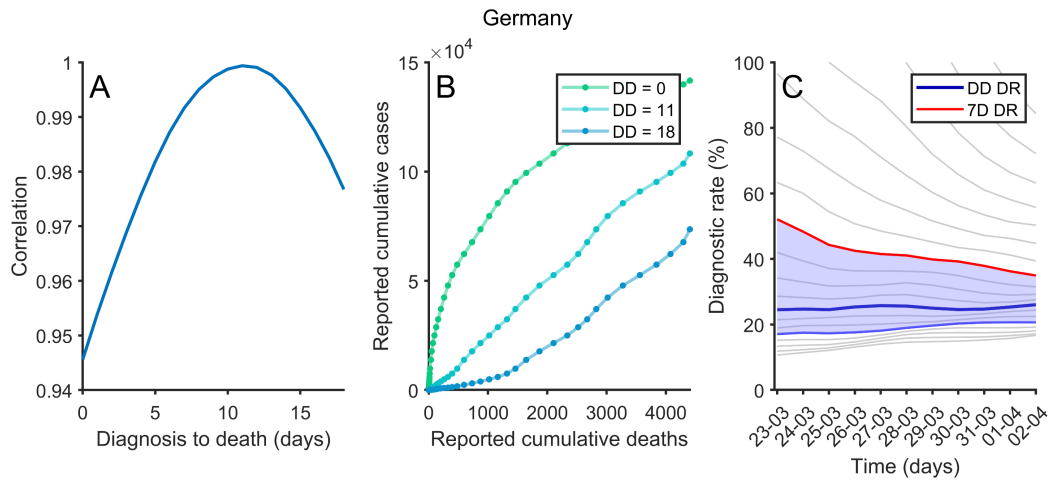 Germany
A
1
0.99
0.98
0.97
0.96
0.95
0.94
0
5
10
15
Correlation
Diagnosis to death (days)
B
×10⁴
15
10
5
0
0
1000
2000
3000
4000
Reported cumulative cases
Reported cumulative deaths
DD = 0
DD = 11
DD = 18
C
100
80
60
40
20
0
23-03
24-03
25-03
26-03
27-03
28-03
29-03
30-03
31-03
01-04
02-04
Diagnostic rate (%)
Time (days)
DD DR
7D DR